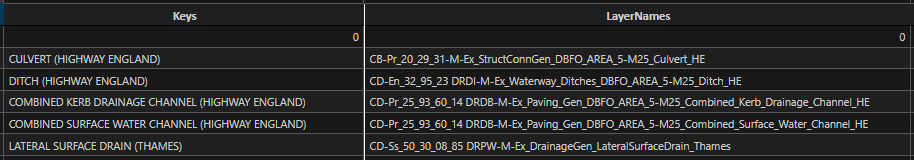 Keys LayerNames
0 0
CULVERT (HIGHWAY ENGLAND) CB-Pr_20_29_31-M-Ex_StructConnGen_DBFO_AREA_5-M25_Culvert_HE
DITCH (HIGHWAY ENGLAND) CD-En_32_95_23 DRDI-M-Ex_Waterway_Ditches_DBFO_AREA_5-M25_Ditch_HE
COMBINED KERB DRAINAGE CHANNEL (HIGHWAY ENGLAND) CD-Pr_25_93_60_14 DRDB-M-Ex_Paving_Gen_DBFO_AREA_5-M25_Combined_Kerb_Drainage_Channel_HE
COMBINED SURFACE WATER CHANNEL (HIGHWAY ENGLAND) CD-Pr_25_93_60_14 DRDB-M-Ex_Paving_Gen_DBFO_AREA_5-M25_Combined_Surface_Water_Channel_HE
LATERAL SURFACE DRAIN (THAMES) CD-Ss_50_30_08_85 DRPW-M-Ex_DrainageGen_LateralSurfaceDrain_Thames